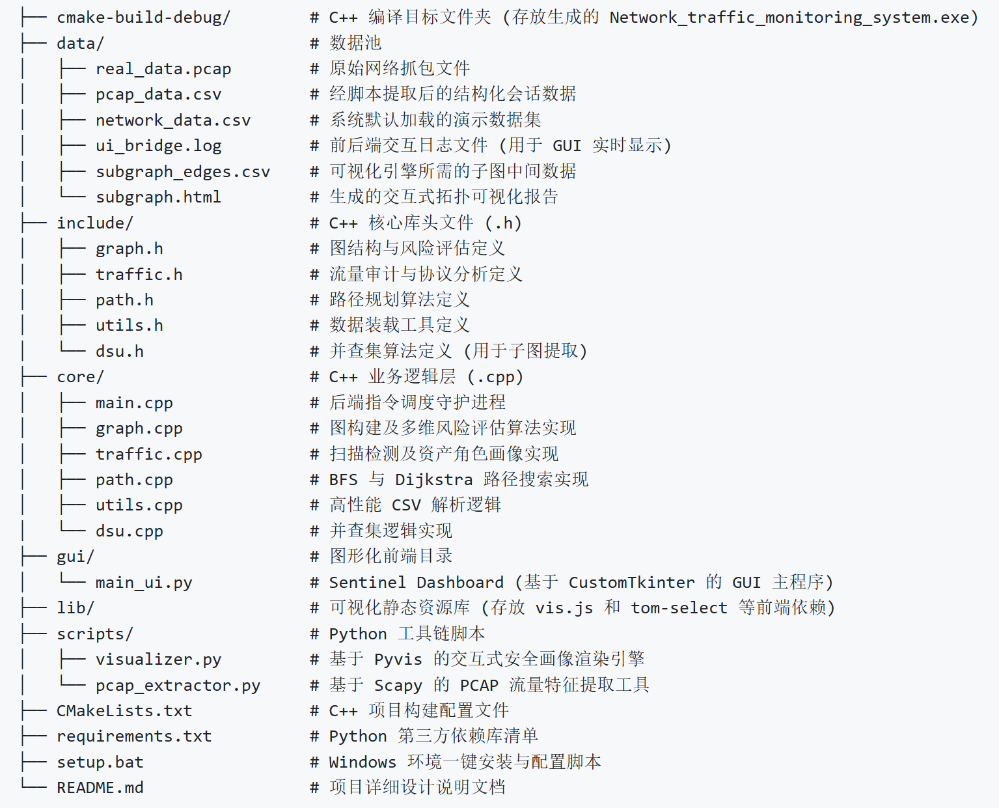 ├── cmake-build-debug/        # C++ 编译目标文件夹 (存放生成的 Network_traffic_monitoring_system.exe)
├── data/                     # 数据池
│   ├── real_data.pcap        # 原始网络抓包文件
│   ├── pcap_data.csv         # 经脚本提取后的结构化会话数据
│   ├── network_data.csv      # 系统默认加载的演示数据集
│   ├── ui_bridge.log         # 前后端交互日志文件 (用于 GUI 实时显示)
│   ├── subgraph_edges.csv    # 可视化引擎所需的子图中间数据
│   └── subgraph.html         # 生成的交互式拓扑可视化报告
├── include/                  # C++ 核心库头文件 (.h)
│   ├── graph.h               # 图结构与风险评估定义
│   ├── traffic.h             # 流量审计与协议分析定义
│   ├── path.h                # 路径规划算法定义
│   ├── utils.h               # 数据装载工具定义
│   └── dsu.h                 # 并查集算法定义 (用于子图提取)
├── core/                     # C++ 业务逻辑层 (.cpp)
│   ├── main.cpp              # 后端指令调度守护进程
│   ├── graph.cpp             # 图构建及多维风险评估算法实现
│   ├── traffic.cpp           # 扫描检测及资产角色画像实现
│   ├── path.cpp              # BFS 与 Dijkstra 路径搜索实现
│   ├── utils.cpp             # 高性能 CSV 解析逻辑
│   └── dsu.cpp               # 并查集逻辑实现
├── gui/                      # 图形化前端目录
│   └── main_ui.py            # Sentinel Dashboard (基于 CustomTkinter 的 GUI 主程序)
├── lib/                      # 可视化静态资源库 (存放 vis.js 和 tom-select 等前端依赖)
├── scripts/                  # Python 工具链脚本
│   ├── visualizer.py         # 基于 Pyvis 的交互式安全画像渲染引擎
│   └── pcap_extractor.py     # 基于 Scapy 的 PCAP 流量特征提取工具
├── CMakeLists.txt            # C++ 项目构建配置文件
├── requirements.txt          # Python 第三方依赖库清单
├── setup.bat                 # Windows 环境一键安装与配置脚本
└── README.md                 # 项目详细设计说明文档